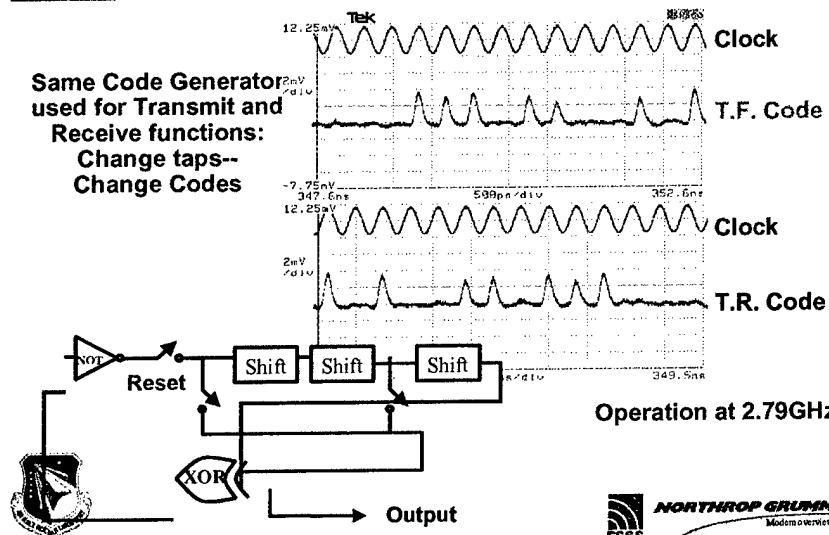 Same Code Generator
used for Transmit and
Receive functions:
Change taps--
Change Codes
Tek
12.25mV
Clock
2mV
/div
T.F. Code
-7.75mV
347.6ns
500ps/div
352.6ns
12.25mV
Clock
2mV
/div
T.R. Code
NOT
Reset
Shift
Shift
Shift
s/div
349.5ns
Operation at 2.79GHz
XOR
Output
NORTHROP GRUMM